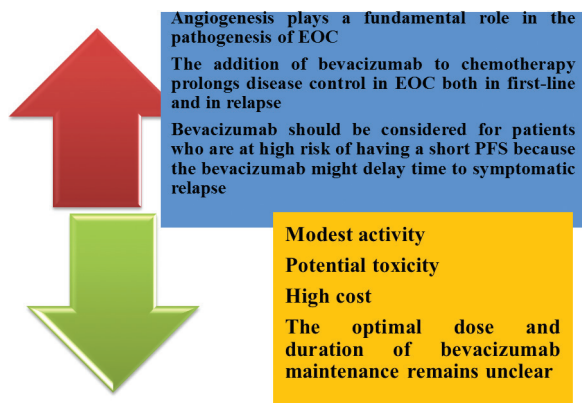 Angiogenesis plays a fundamental role in
the pathogenesis of EOC
The addition of bevacizumab to chemotherapy
prolongs disease control in EOC both in first-line
and in relapse
Bevacizumab should be considered for patients
who are at high risk of having a short PFS because
the bevacizumab might delay time to symptomatic
relapse
Modest activity
Potential toxicity
High cost
The optimal dose and
duration of bevacizumab
maintenance remains unclear